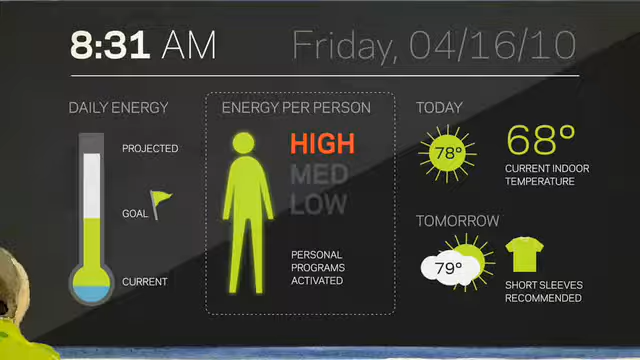 8:31 AM
Friday, 04/16/10
DAILY ENERGY
PROJECTED
GOAL
CURRENT
ENERGY PER PERSON
HIGH
MED
LOW
PERSONAL
PROGRAMS
ACTIVATED
TODAY
78°
68°
CURRENT INDOOR
TEMPERATURE
TOMORROW
79°
SHORT SLEEVES
RECOMMENDED